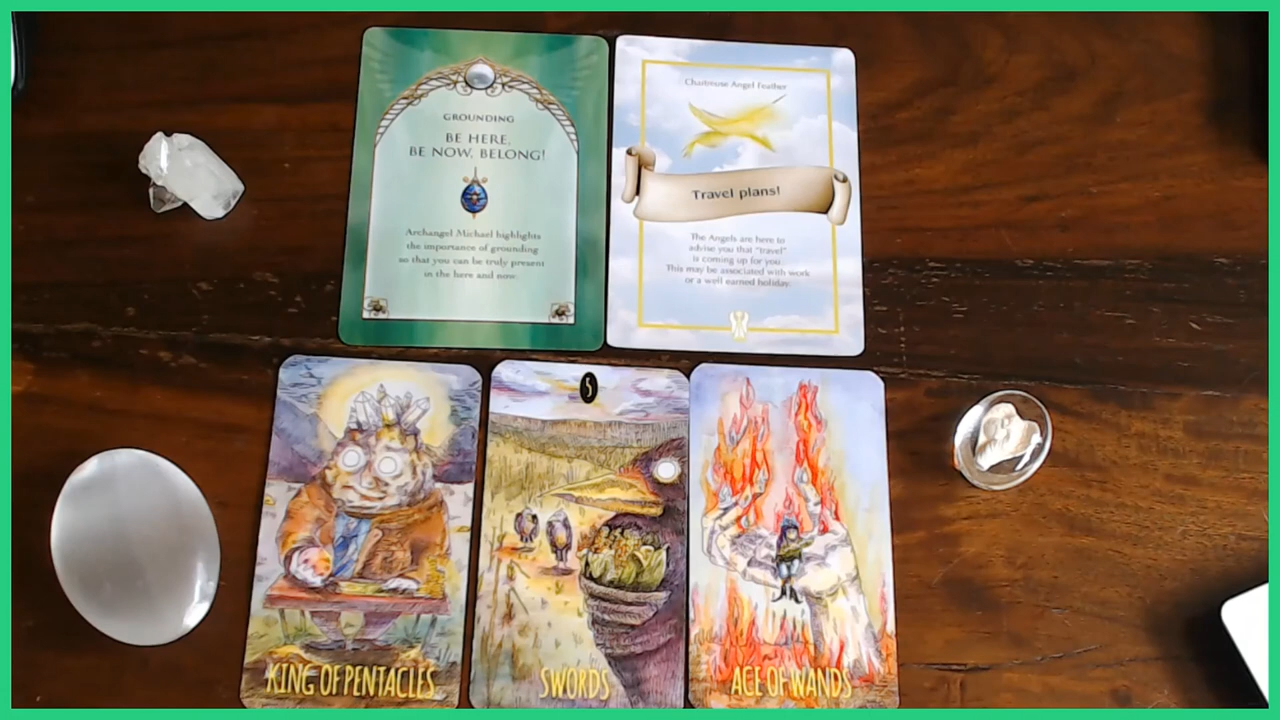 GROUNDING
BE HERE,
BE NOW, BELONG!
Archangel Michael highlights
the importance of grounding
so that you can be truly present
in the here and now
Chartreuse Angel Feather
Travel plans!
The Angels are here to
advise you that "travel"
is coming up for you.
This may be associated with work
or a well earned holiday.
KING OF PENTACLES
5
SWORDS
ACE OF WANDS